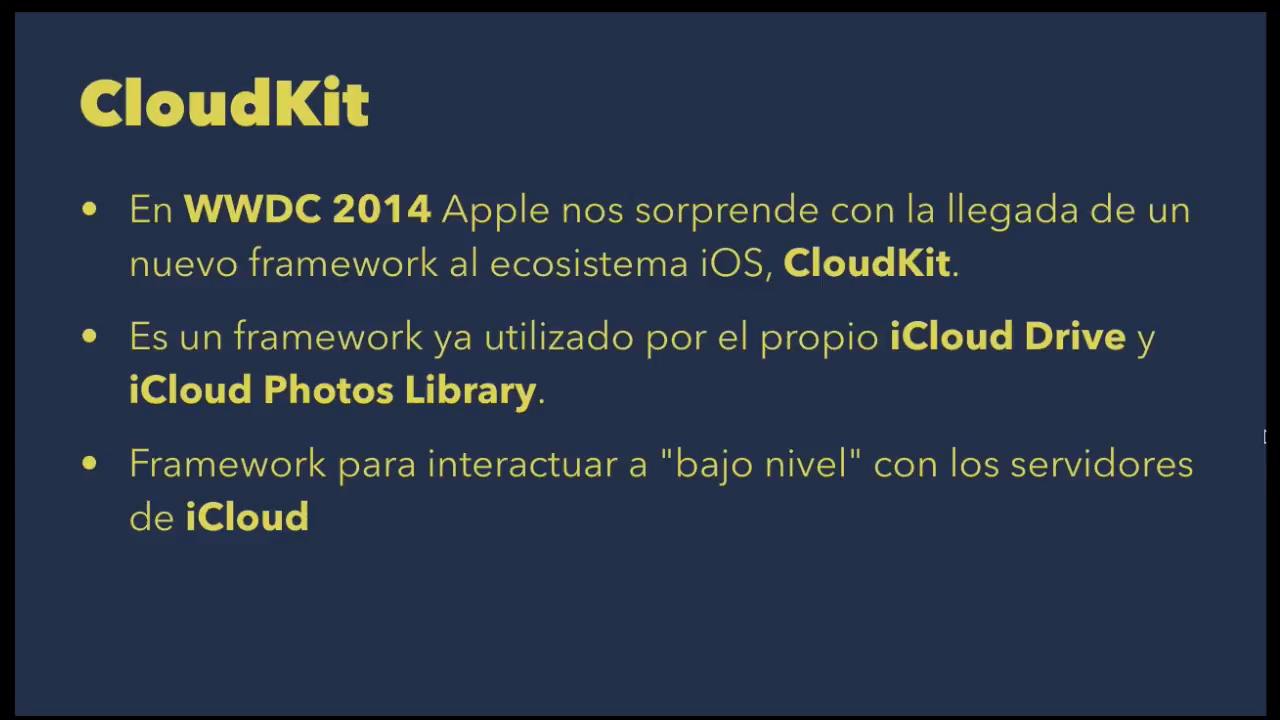 CloudKit
• En WWDC 2014 Apple nos sorprende con la llegada de un
nuevo framework al ecosistema iOS, CloudKit.
• Es un framework ya utilizado por el propio iCloud Drive y
iCloud Photos Library.
• Framework para interactuar a "bajo nivel" con los servidores
de iCloud